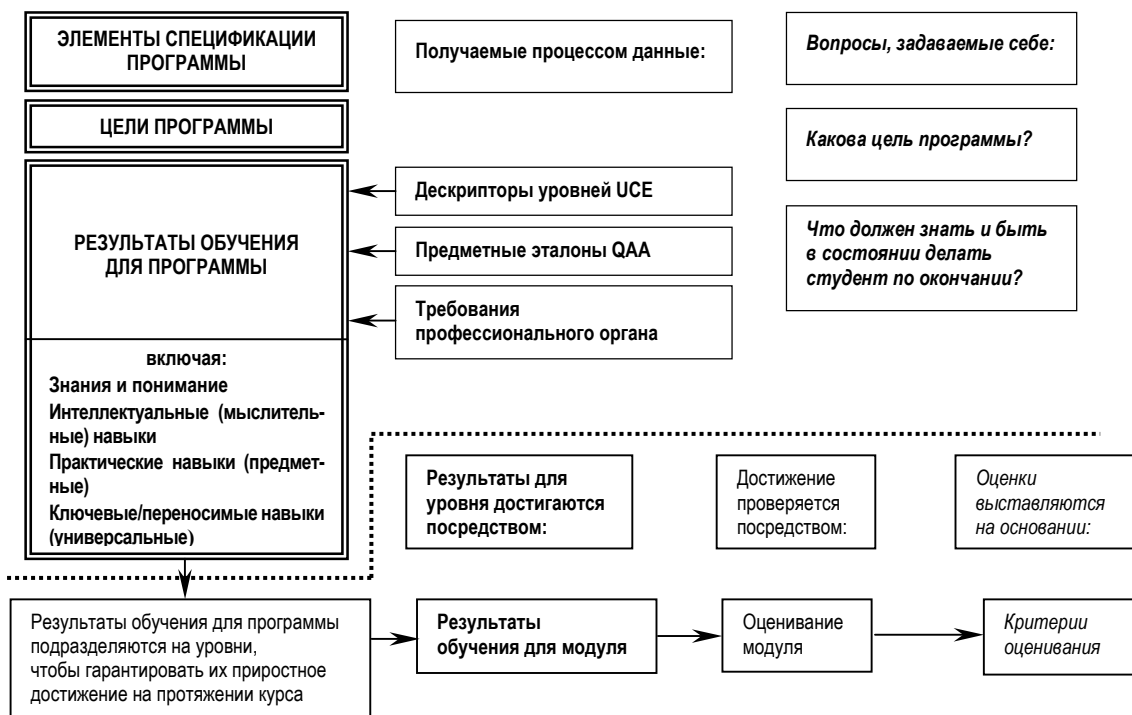 ЭЛЕМЕНТЫ СПЕЦИФИКАЦИИ
ПРОГРАММЫ
Получаемые процессом данные:
Вопросы, задаваемые себе:
ЦЕЛИ ПРОГРАММЫ
Какова цель программы?
РЕЗУЛЬТАТЫ ОБУЧЕНИЯ
ДЛЯ ПРОГРАММЫ
Дескрипторы уровней UCE
Предметные эталоны QAA
Требования
профессионального органа
Что должен знать и быть
в состоянии делать
студент по окончании?
включая:
Знания и понимание
Интеллектуальные (мыслитель-
ные) навыки
Практические навыки (предмет-
ные)
Ключевые/переносимые навыки
(универсальные)
Результаты для
уровня достигаются
посредством:
Достижение
проверяется
посредством:
Оценки
выставляются
на основании:
Результаты обучения для программы
подразделяются на уровни,
чтобы гарантировать их приростное
достижение на протяжении курса
Результаты
обучения для модуля
Оценивание
модуля
Критерии
оценивания